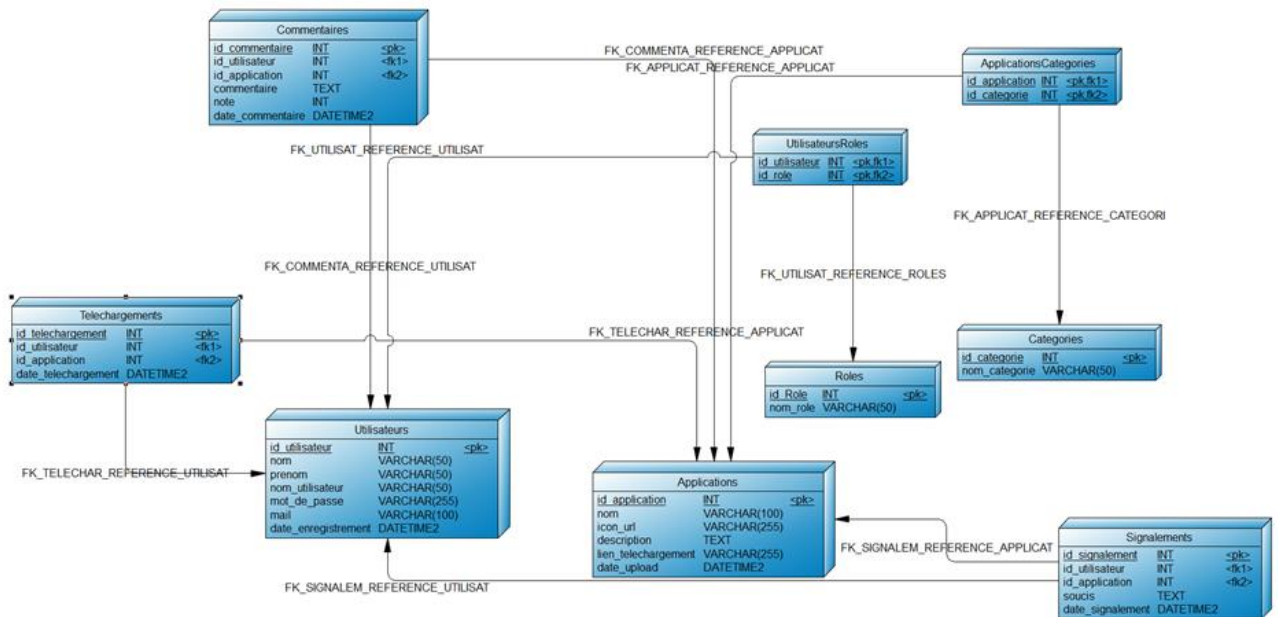 Commentaires
id_commentaire INT <pk>
id_utilisateur INT <fk1>
id_application INT <fk2>
commentaire TEXT
note INT
date_commentaire DATETIME2
FK_COMMENTA_REFERENCE_APPLICAT
FK_APPLICAT_REFERENCE_APPLICAT
ApplicationsCategories
id_application INT <pk,fk1>
id_categorie INT <pk,fk2>
FK_UTILISAT_REFERENCE_UTILISAT
UtilisateursRoles
id_utilisateur INT <pk,fk1>
id_role INT <pk,fk2>
FK_APPLICAT_REFERENCE_CATEGORI
FK_COMMENTA_REFERENCE_UTILISAT
FK_UTILISAT_REFERENCE_ROLES
Telechargements
id_telechargement INT <pk>
id_utilisateur INT <fk1>
id_application INT <fk2>
date_telechargement DATETIME2
FK_TELECHAR_REFERENCE_APPLICAT
Categories
id_categorie INT <pk>
nom_categorie VARCHAR(50)
Roles
id_Role INT <pk>
nom_role VARCHAR(50)
Utilisateurs
id_utilisateur INT <pk>
nom VARCHAR(50)
prenom VARCHAR(50)
nom_utilisateur VARCHAR(50)
mot_de_passe VARCHAR(255)
mail VARCHAR(100)
date_enregistrement DATETIME2
FK_TELECHAR_REFERENCE_UTILISAT
Applications
id_application INT <pk>
nom VARCHAR(100)
icon_url VARCHAR(255)
description TEXT
lien_telechargement VARCHAR(255)
date_upload DATETIME2
FK_SIGNALEM_REFERENCE_APPLICAT
Signalements
id_signalement INT <pk>
id_utilisateur INT <fk1>
id_application INT <fk2>
soucis TEXT
date_signalement DATETIME2
FK_SIGNALEM_REFERENCE_UTILISAT